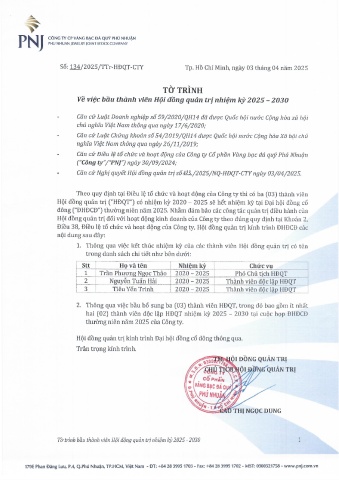 PNJ
CÔNG TY CP VÀNG BẠC ĐÁ QUÝ PHÚ NHUẬN
PHU NHUAN JEWELRY JOINT STOCK COMPANY
Số: 134/2025/TTr-HĐQT-CTY
Tp. Hồ Chí Minh, ngày 03 tháng 04 năm 2025
TỜ TRÌNH
Về việc bầu thành viên Hội đồng quản trị nhiệm kỳ 2025 – 2030
- Căn cứ Luật Doanh nghiệp số 59/2020/QH14 đã được Quốc hội nước Cộng hòa xã hội
chủ nghĩa Việt Nam thông qua ngày 17/6/2020;
- Căn cứ Luật Chứng khoán số 54/2019/QH14 đã được Quốc hội nước Cộng hòa Xã hội chủ
nghĩa Việt Nam thông qua ngày 26/11/2019;
- Căn cứ Điều lệ tổ chức và hoạt động của Công ty Cổ phần Vàng bạc đá quý Phú Nhuận
("Công ty"/"PNJ") ngày 30/09/2024;
- Căn cứ Nghị quyết Hội đồng quản trị số /2025/NQ-HĐQT-CTY ngày 03/04/2025.
Theo quy định tại Điều lệ tổ chức và hoạt động của Công ty thì có ba (03) thành viên
Hội đồng quản trị ("HĐQT") có nhiệm kỳ 2020 – 2025 sẽ hết nhiệm kỳ tại Đại hội đồng cổ
đông ("ĐHĐCĐ") thường niên năm 2025. Nhằm đảm bảo các công tác quản trị điều hành của
Hội đồng quản trị đối với hoạt động kinh doanh của Công ty theo đúng quy định tại Khoản 2,
Điều 38, Điều lệ tổ chức và hoạt động của Công ty, Hội đồng quản trị kính trình ĐHĐCĐ các
nội dung sau đây:
1. Thông qua việc kết thúc nhiệm kỳ của các thành viên Hội đồng quản trị có tên
trong danh sách chi tiết như bên dưới:
Stt Họ và tên Nhiệm kỳ Chức vụ
1 Trần Phương Ngọc Thảo 2020 – 2025 Phó Chủ tịch HĐQT
2 Nguyễn Tuấn Hải 2020 – 2025 Thành viên độc lập HĐQT
3 Tiêu Yến Trinh 2020 – 2025 Thành viên độc lập HĐQT
2. Thông qua việc bầu bổ sung ba (03) thành viên HĐQT, trong đó bao gồm ít nhất
hai (02) thành viên độc lập HĐQT nhiệm kỳ 2025 – 2030 tại cuộc họp ĐHĐCĐ
thường niên năm 2025 của Công ty.
Hội đồng quản trị kính trình Đại hội đồng cổ đông thông qua.
Trân trọng kính trình.
TM. HỘI ĐỒNG QUẢN TRỊ
CHỦ TỊCH HỘI ĐỒNG QUẢN TRỊ
CÔNG TY
CỔ PHẦN
VÀNG BẠC ĐÁ QUÝ
PHÚ NHUẬN
CAO THỊ NGỌC DUNG
Tờ trình bầu thành viên Hội đồng quản trị nhiệm kỳ 2025 - 2030
1
170E Phan Đăng Lưu, P.4, Q.Phú Nhuận, TP.HCM, Việt Nam - ĐT: +84 28 3995 1703 - Fax: +84 28 3995 1702 - MST: 0300521758 - www.pnj.com.vn